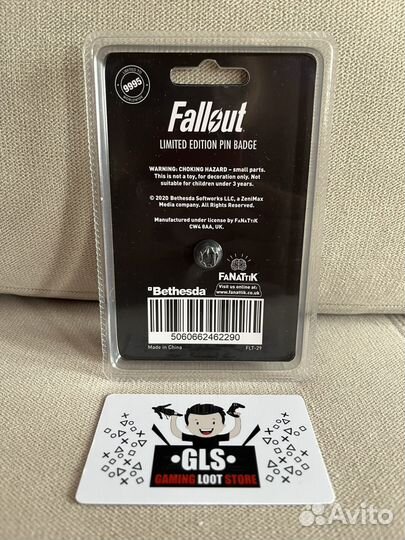 9995
WORLDWIDE
Fallout
LIMITED EDITION PIN BADGE
WARNING: CHOKING HAZARD – small parts.
This is not a toy, for decoration only. Not
suitable for children under 3 years.
© 2020 Bethesda Softworks LLC, a ZeniMax
Media company. All Rights Reserved.
Manufactured under license by FaNaTtiK
CW4 8AA, UK.
FaNaTtiK
Visit us online at:
www.fanattik.co.uk
Bethesda
5060662462290
Made in China
FLT-29
GLS
GAMING LOOT STORE
Avito